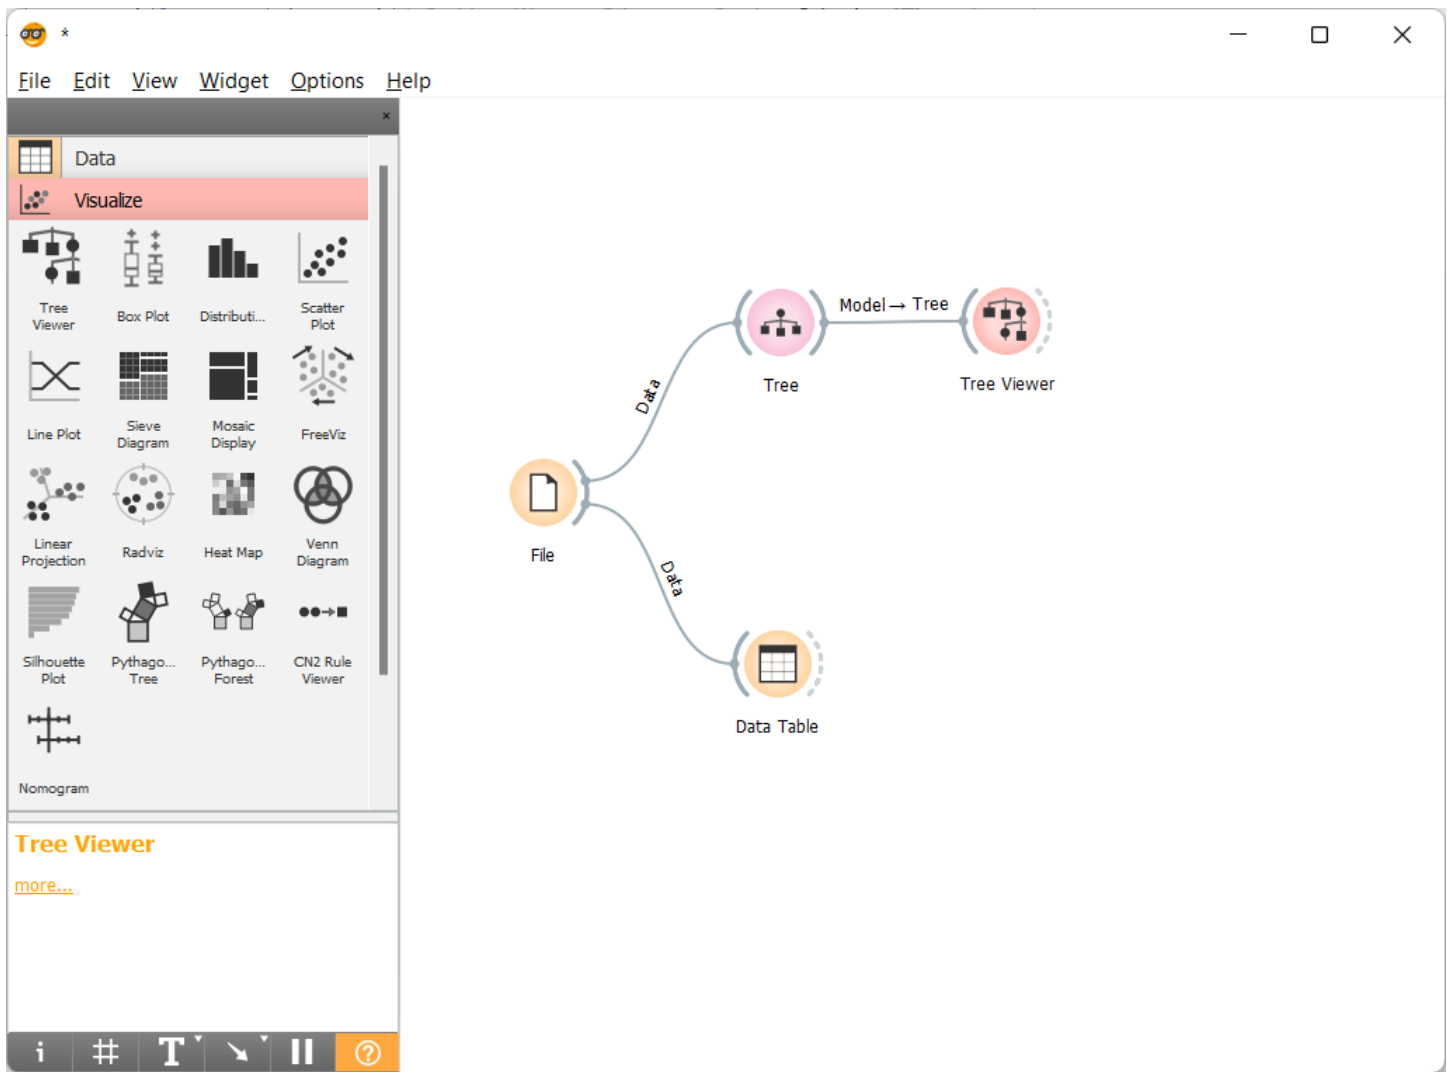 *
File Edit View Widget Options Help
×
Data
Visualize
Tree
Viewer
Box Plot
Distributi...
Scatter
Plot
Line Plot
Sieve
Diagram
Mosaic
Display
FreeViz
Linear
Projection
Radviz
Heat Map
Venn
Diagram
Silhouette
Plot
Pythago...
Tree
Pythago...
Forest
CN2 Rule
Viewer
Nomogram
Tree Viewer
more...
i # T ?
Model → Tree
Tree
Tree Viewer
Data
File
Data
Data Table